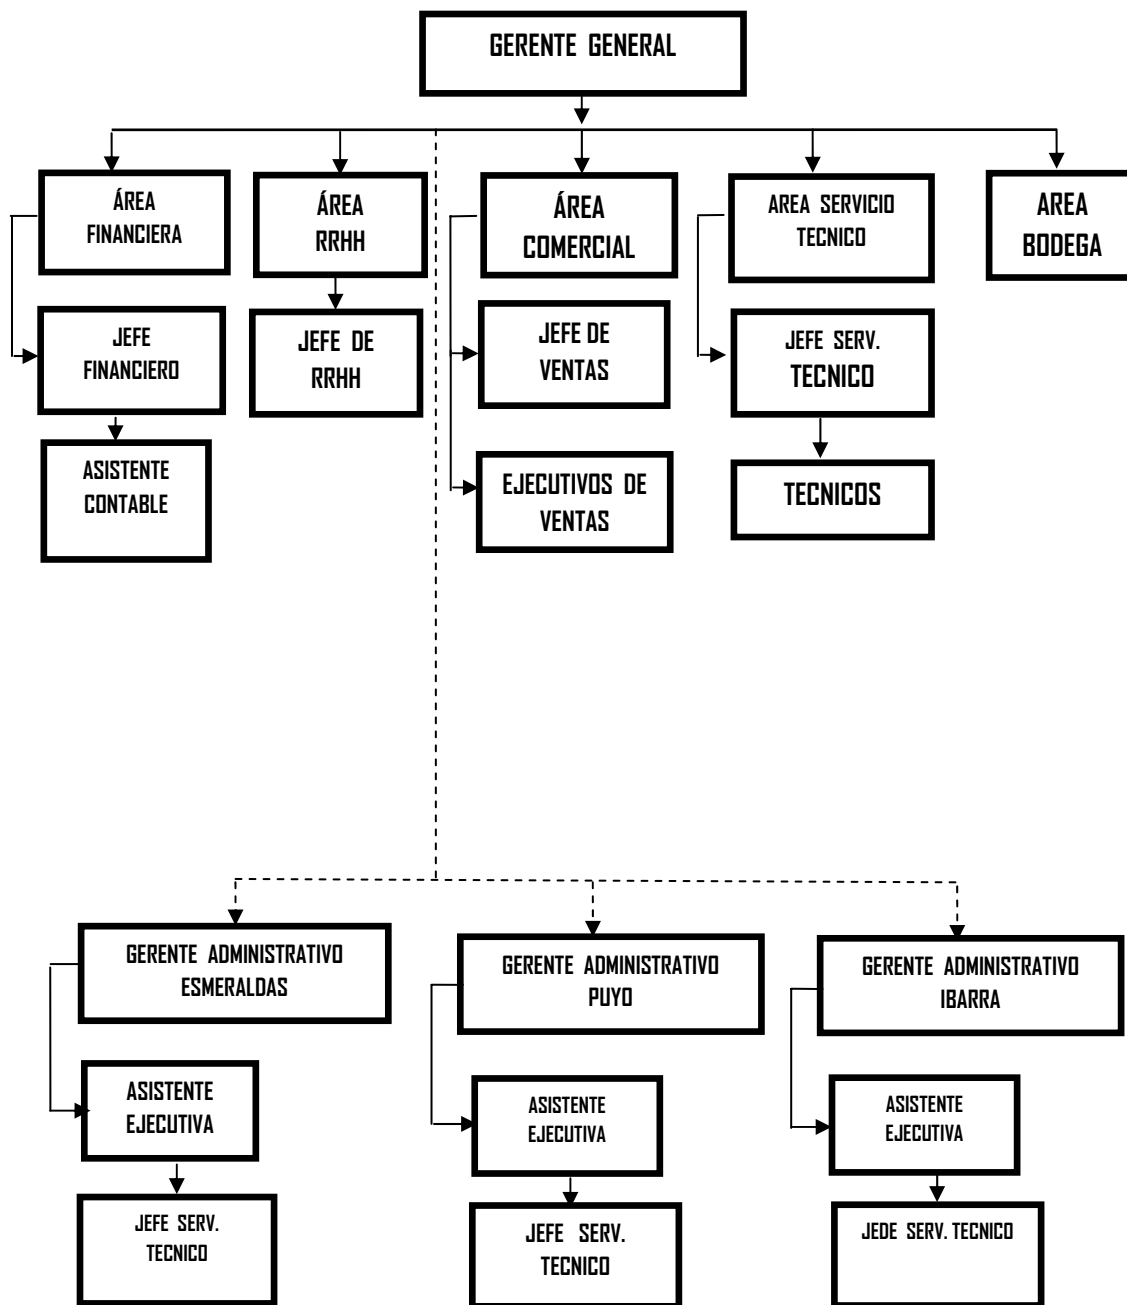 GERENTE GENERAL
ÁREA
FINANCIERA
ÁREA
RRHH
ÁREA
COMERCIAL
AREA SERVICIO
TECNICO
AREA
BODEGA
JEFE
FINANCIERO
JEFE DE
RRHH
JEFE DE
VENTAS
JEFE SERV.
TECNICO
ASISTENTE
CONTABLE
EJECUTIVOS DE
VENTAS
TECNICOS
GERENTE ADMINISTRATIVO
ESMERALDAS
GERENTE ADMINISTRATIVO
PUYO
GERENTE ADMINISTRATIVO
IBARRA
ASISTENTE
EJECUTIVA
ASISTENTE
EJECUTIVA
ASISTENTE
EJECUTIVA
JEFE SERV.
TECNICO
JEFE SERV.
TECNICO
JEDE SERV. TECNICO